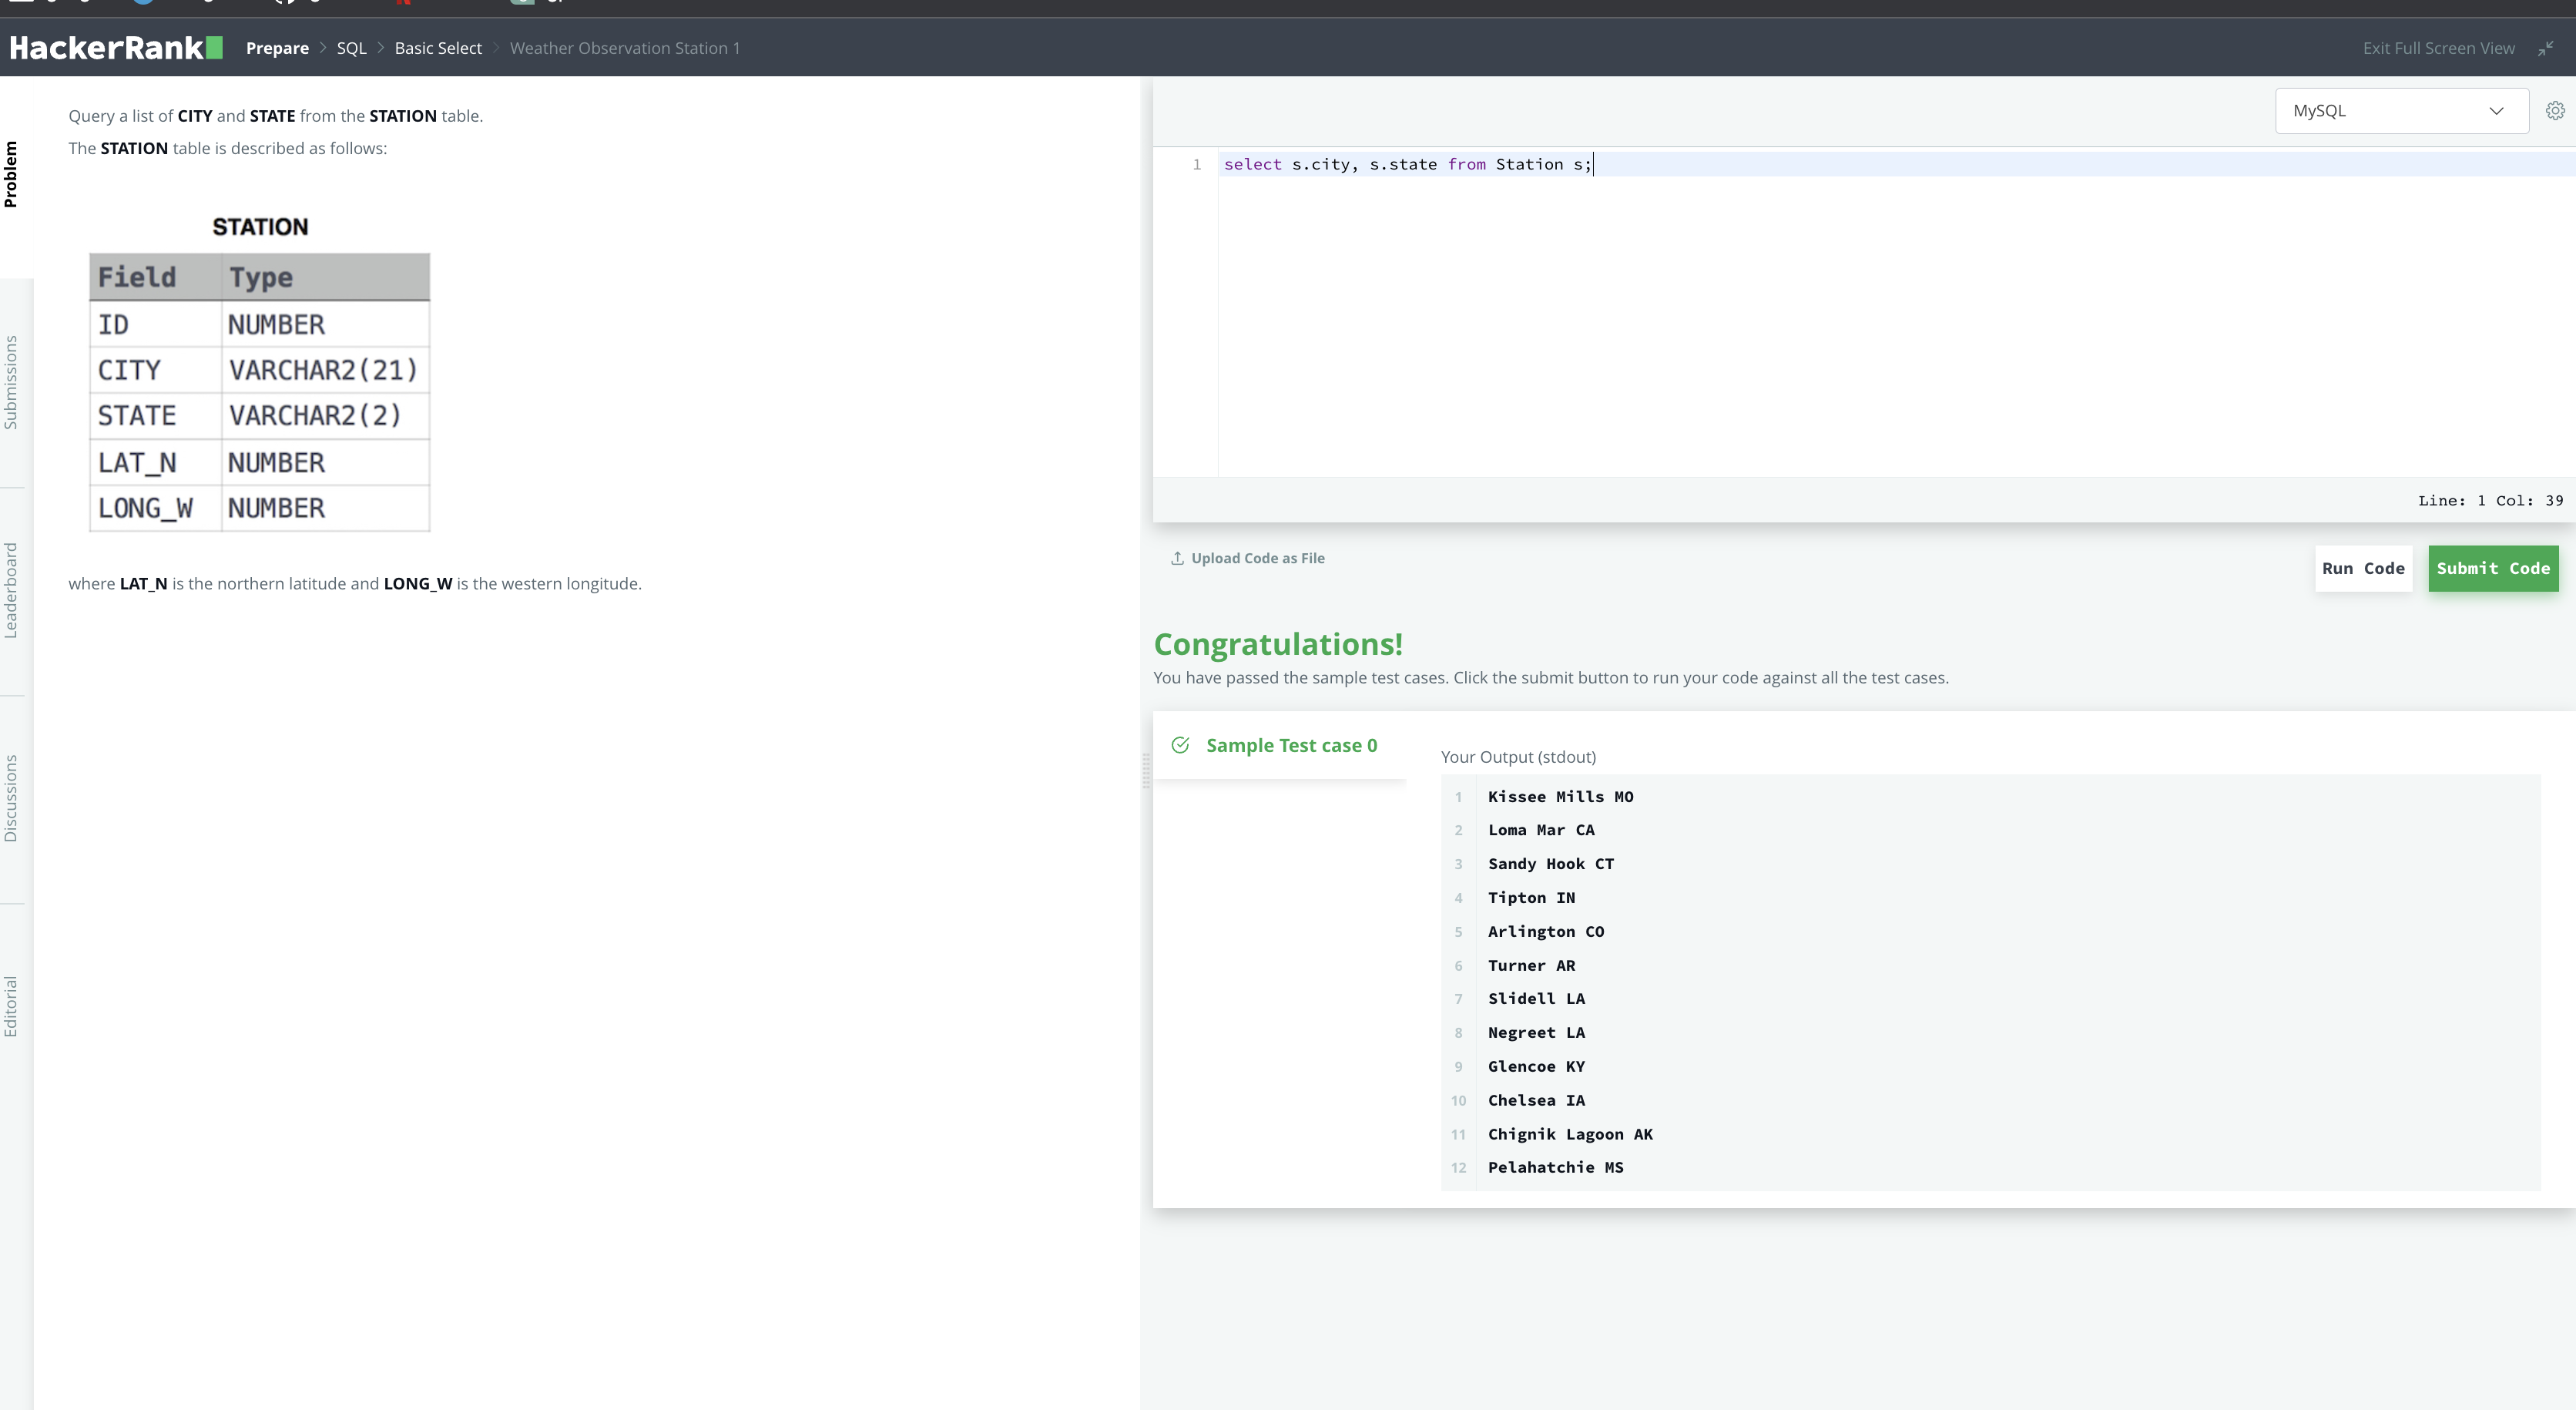 HackerRank
Prepare > SQL > Basic Select > Weather Observation Station 1
Exit Full Screen View
Problem
Submissions
Leaderboard
Discussions
Editorial
Query a list of CITY and STATE from the STATION table.
The STATION table is described as follows:
STATION
Field Type
ID NUMBER
CITY VARCHAR2(21)
STATE VARCHAR2(2)
LAT_N NUMBER
LONG_W NUMBER
where LAT_N is the northern latitude and LONG_W is the western longitude.
MySQL
1 select s.city, s.state from Station s;
Line: 1 Col: 39
Upload Code as File
Run Code
Submit Code
Congratulations!
You have passed the sample test cases. Click the submit button to run your code against all the test cases.
Sample Test case 0
Your Output (stdout)
1 Kissee Mills MO
2 Loma Mar CA
3 Sandy Hook CT
4 Tipton IN
5 Arlington CO
6 Turner AR
7 Slidell LA
8 Negreet LA
9 Glencoe KY
10 Chelsea IA
11 Chignik Lagoon AK
12 Pelahatchie MS